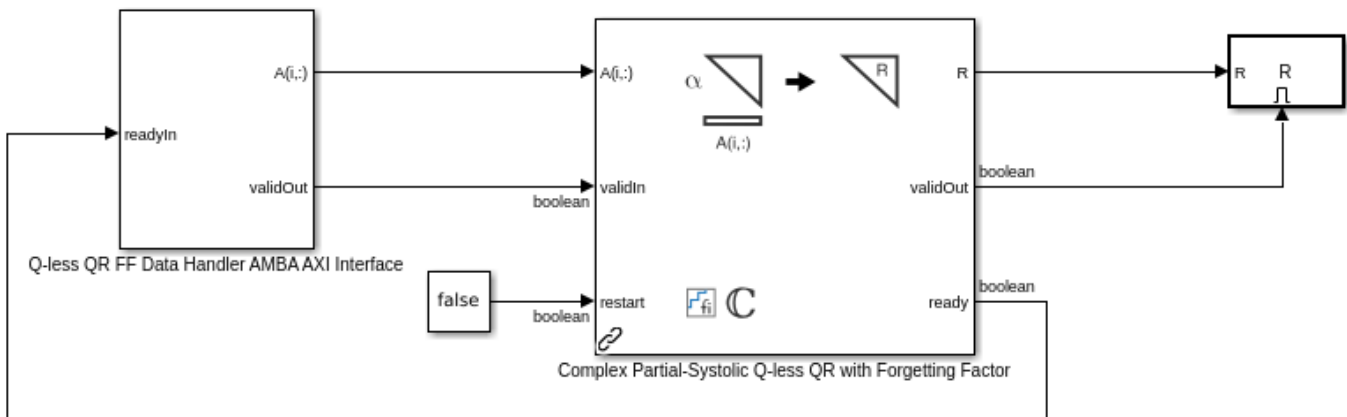 A(i,:)
readyIn
validOut
Q-less QR FF Data Handler AMBA AXI Interface
false
boolean
boolean
A(i,:)
α
R
A(i,:)
R
validIn
validOut
restart
fi ℂ
ready
Complex Partial-Systolic Q-less QR with Forgetting Factor
boolean
boolean
R
R